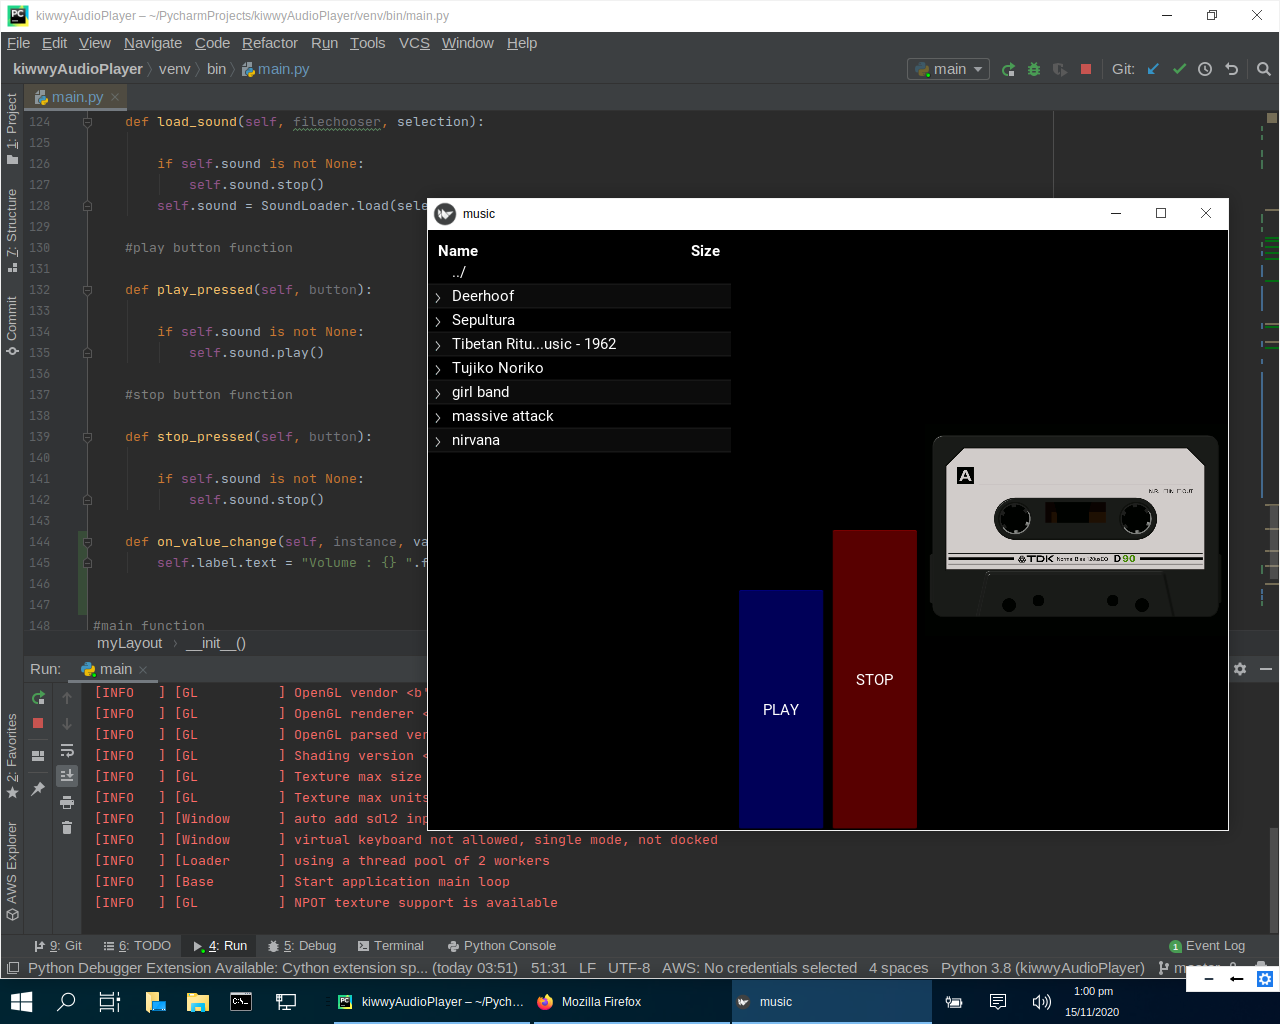 kiwwyAudioPlayer – ~/PycharmProjects/kiwwyAudioPlayer/venv/bin/main.py
File Edit View Navigate Code Refactor Run Tools VCS Window Help
kiwwyAudioPlayer venv bin main.py
main Git:
1: Project
7: Structure
Commit
2: Favorites
AWS Explorer
main.py
124 def load_sound(self, filechooser, selection):
125
126 if self.sound is not None:
127 self.sound.stop()
128 self.sound = SoundLoader.load(sele
129
130 #play button function
131
132 def play_pressed(self, button):
133
134 if self.sound is not None:
135 self.sound.play()
136
137 #stop button function
138
139 def stop_pressed(self, button):
140
141 if self.sound is not None:
142 self.sound.stop()
143
144 def on_value_change(self, instance, va
145 self.label.text = "Volume : {} ".f
146
147
148 #main function
myLayout __init__()
music
Name Size
../
Deerhoof
Sepultura
Tibetan Ritu...usic - 1962
Tujiko Noriko
girl band
massive attack
nirvana
PLAY
STOP
A
TDK D90
Run: main
[INFO ] [GL ] OpenGL vendor <b'
[INFO ] [GL ] OpenGL renderer <
[INFO ] [GL ] OpenGL parsed ver
[INFO ] [GL ] Shading version <
[INFO ] [GL ] Texture max size
[INFO ] [GL ] Texture max units
[INFO ] [Window ] auto add sdl2 inp
[INFO ] [Window ] virtual keyboard not allowed, single mode, not docked
[INFO ] [Loader ] using a thread pool of 2 workers
[INFO ] [Base ] Start application main loop
[INFO ] [GL ] NPOT texture support is available
9: Git 6: TODO 4: Run 5: Debug Terminal Python Console 1 Event Log
Python Debugger Extension Available: Cython extension sp... (today 03:51) 51:31 LF UTF-8 AWS: No credentials selected 4 spaces Python 3.8 (kiwwyAudioPlayer)
kiwwyAudioPlayer – ~/Pych... Mozilla Firefox music
1:00 pm
15/11/2020